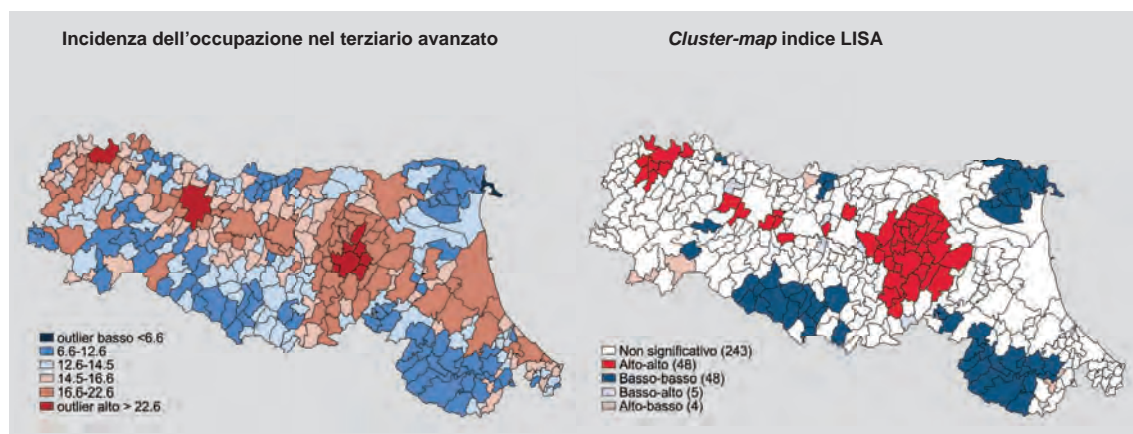 Incidenza dell'occupazione nel terziario avanzato
Cluster-map indice LISA
outlier basso <6.6
6.6-12.6
12.6-14.5
14.5-16.6
16.6-22.6
outlier alto > 22.6
Non significativo (243)
Alto-alto (48)
Basso-basso (48)
Basso-alto (5)
Alto-basso (4)